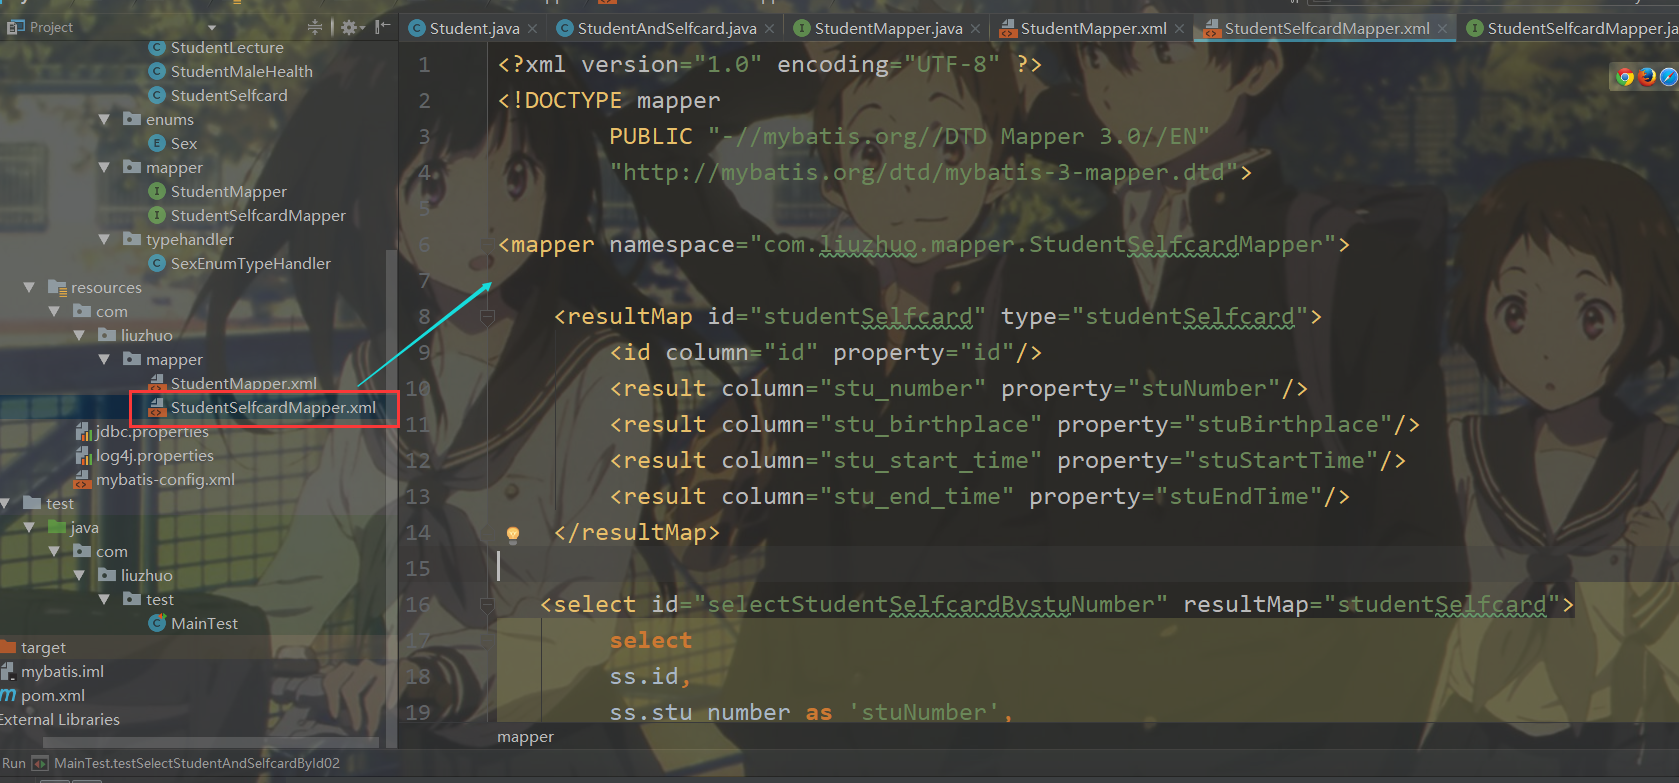 Project
Student.java
StudentAndSelfcard.java
StudentMapper.java
StudentMapper.xml
StudentSelfcardMapper.xml
StudentSelfcardMapper.ja
StudentLecture
StudentMaleHealth
StudentSelfcard
enums
Sex
mapper
StudentMapper
StudentSelfcardMapper
typehandler
SexEnumTypeHandler
resources
com
liuzhuo
mapper
StudentMapper.xml
StudentSelfcardMapper.xml
jdbc.properties
log4j.properties
mybatis-config.xml
test
java
com
liuzhuo
test
MainTest
target
mybatis.iml
pom.xml
External Libraries
1 <?xml version="1.0" encoding="UTF-8" ?>
2 <!DOCTYPE mapper
3 PUBLIC "-//mybatis.org//DTD Mapper 3.0//EN"
4 "http://mybatis.org/dtd/mybatis-3-mapper.dtd">
5
6 <mapper namespace="com.liuzhuo.mapper.StudentSelfcardMapper">
7
8 <resultMap id="studentSelfcard" type="studentSelfcard">
9 <id column="id" property="id"/>
10 <result column="stu_number" property="stuNumber"/>
11 <result column="stu_birthplace" property="stuBirthplace"/>
12 <result column="stu_start_time" property="stuStartTime"/>
13 <result column="stu_end_time" property="stuEndTime"/>
14 </resultMap>
15
16 <select id="selectStudentSelfcardBystuNumber" resultMap="studentSelfcard">
17 select
18 ss.id,
19 ss.stu_number as 'stuNumber',
mapper
Run MainTest.testSelectStudentAndSelfcardById02